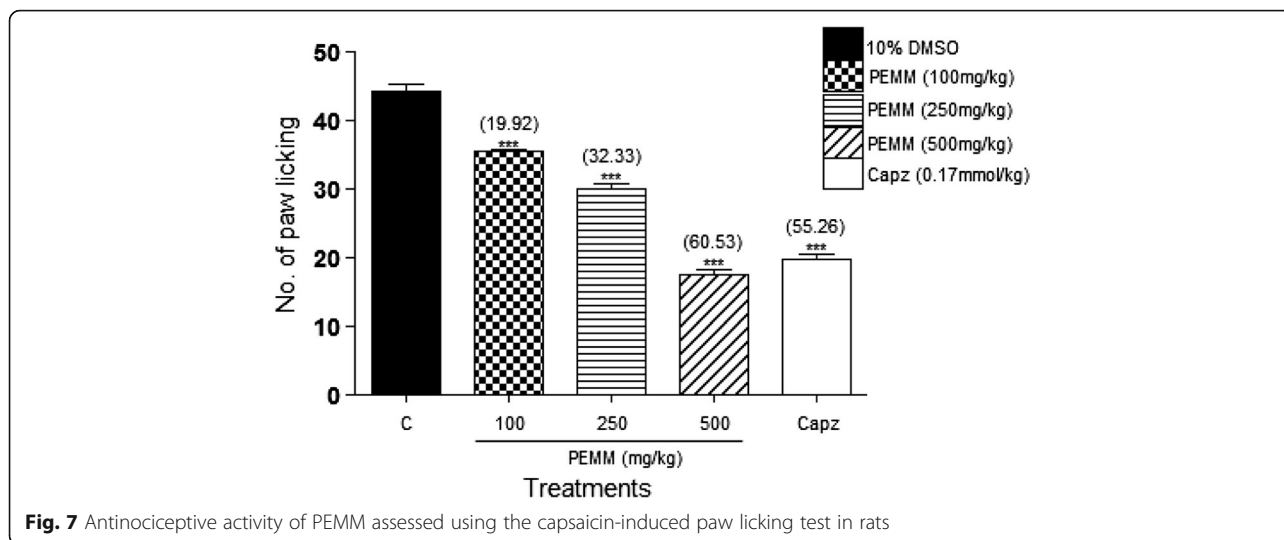 10% DMSO
PEMM (100mg/kg)
PEMM (250mg/kg)
PEMM (500mg/kg)
Capz (0.17mmol/kg)
No. of paw licking
50
40
30
20
10
0
(19.92)
***
(32.33)
***
(60.53)
***
(55.26)
***
C 100 250 500 Capz
PEMM (mg/kg)
Treatments
Fig. 7 Antinociceptive activity of PEMM assessed using the capsaicin-induced paw licking test in rats